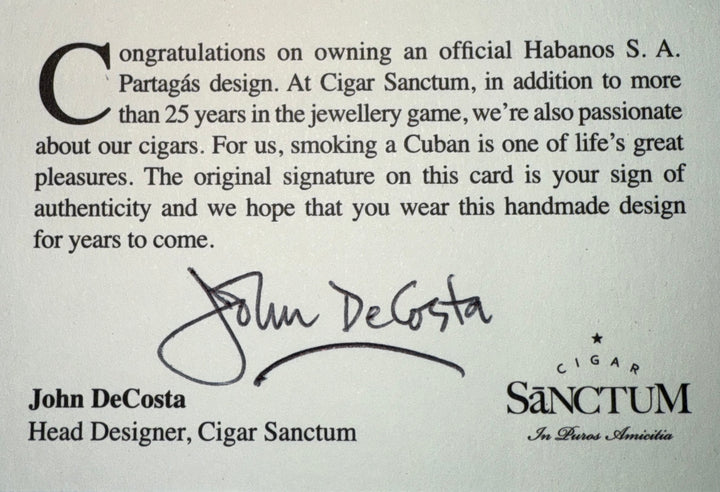 Congratulations on owning an official Habanos S. A.
Partagás design. At Cigar Sanctum, in addition to more
than 25 years in the jewellery game, we're also passionate
about our cigars. For us, smoking a Cuban is one of life's great
pleasures. The original signature on this card is your sign of
authenticity and we hope that you wear this handmade design
for years to come.
John DeCosta
John DeCosta
Head Designer, Cigar Sanctum
CIGAR
SāNCTUM
In Puros Amicitia